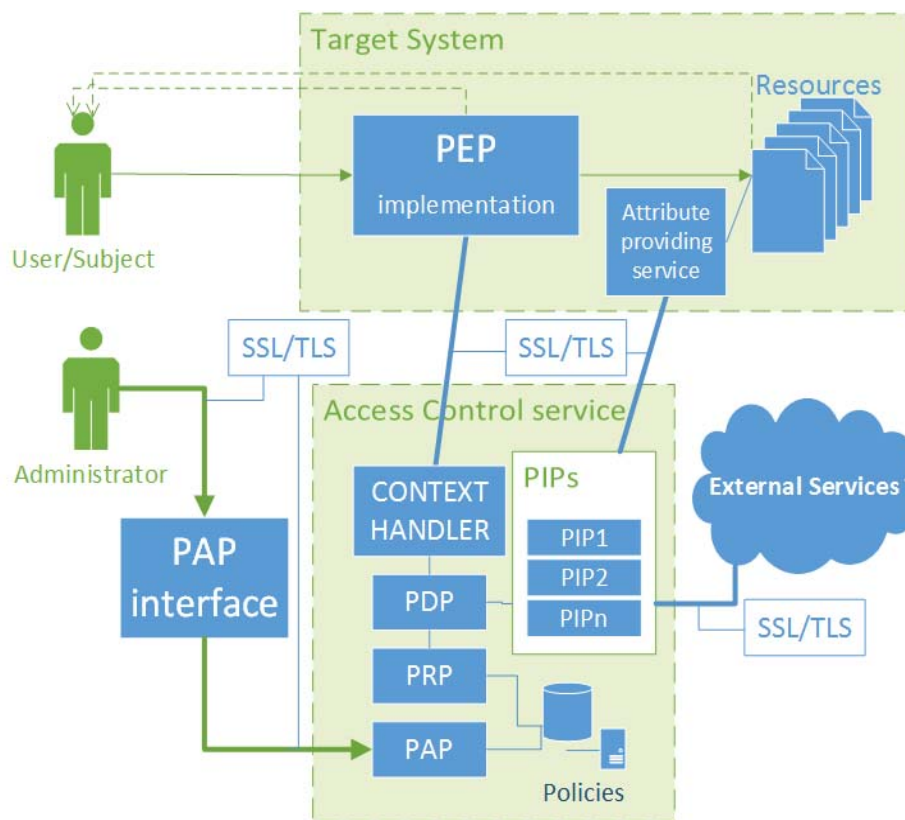 Target System
Resources
PEP
implementation
Attribute
providing
service
User/Subject
SSL/TLS
SSL/TLS
Access Control service
Administrator
PIPs
CONTEXT
HANDLER
External Services
PIP1
PIP2
PIPn
PAP
interface
PDP
SSL/TLS
PRP
PAP
Policies